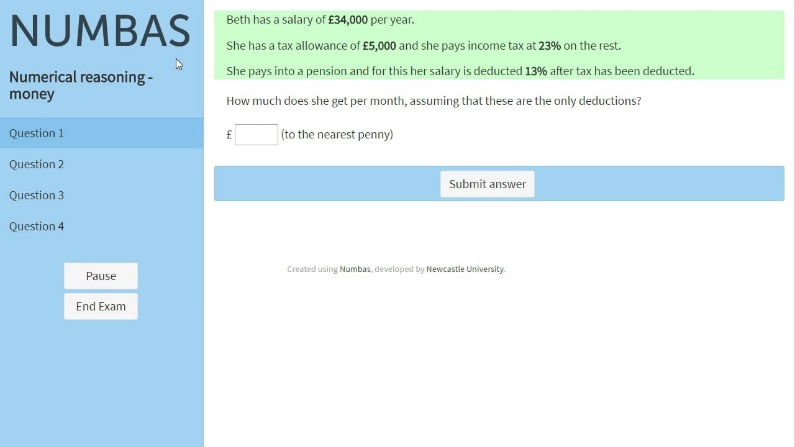 NUMBAS
Numerical reasoning -
money
Question 1
Question 2
Question 3
Question 4
Pause
End Exam
Beth has a salary of £34,000 per year.
She has a tax allowance of £5,000 and she pays income tax at 23% on the rest.
She pays into a pension and for this her salary is deducted 13% after tax has been deducted.
How much does she get per month, assuming that these are the only deductions?
£ (to the nearest penny)
Submit answer
Created using Numbas, developed by Newcastle University.